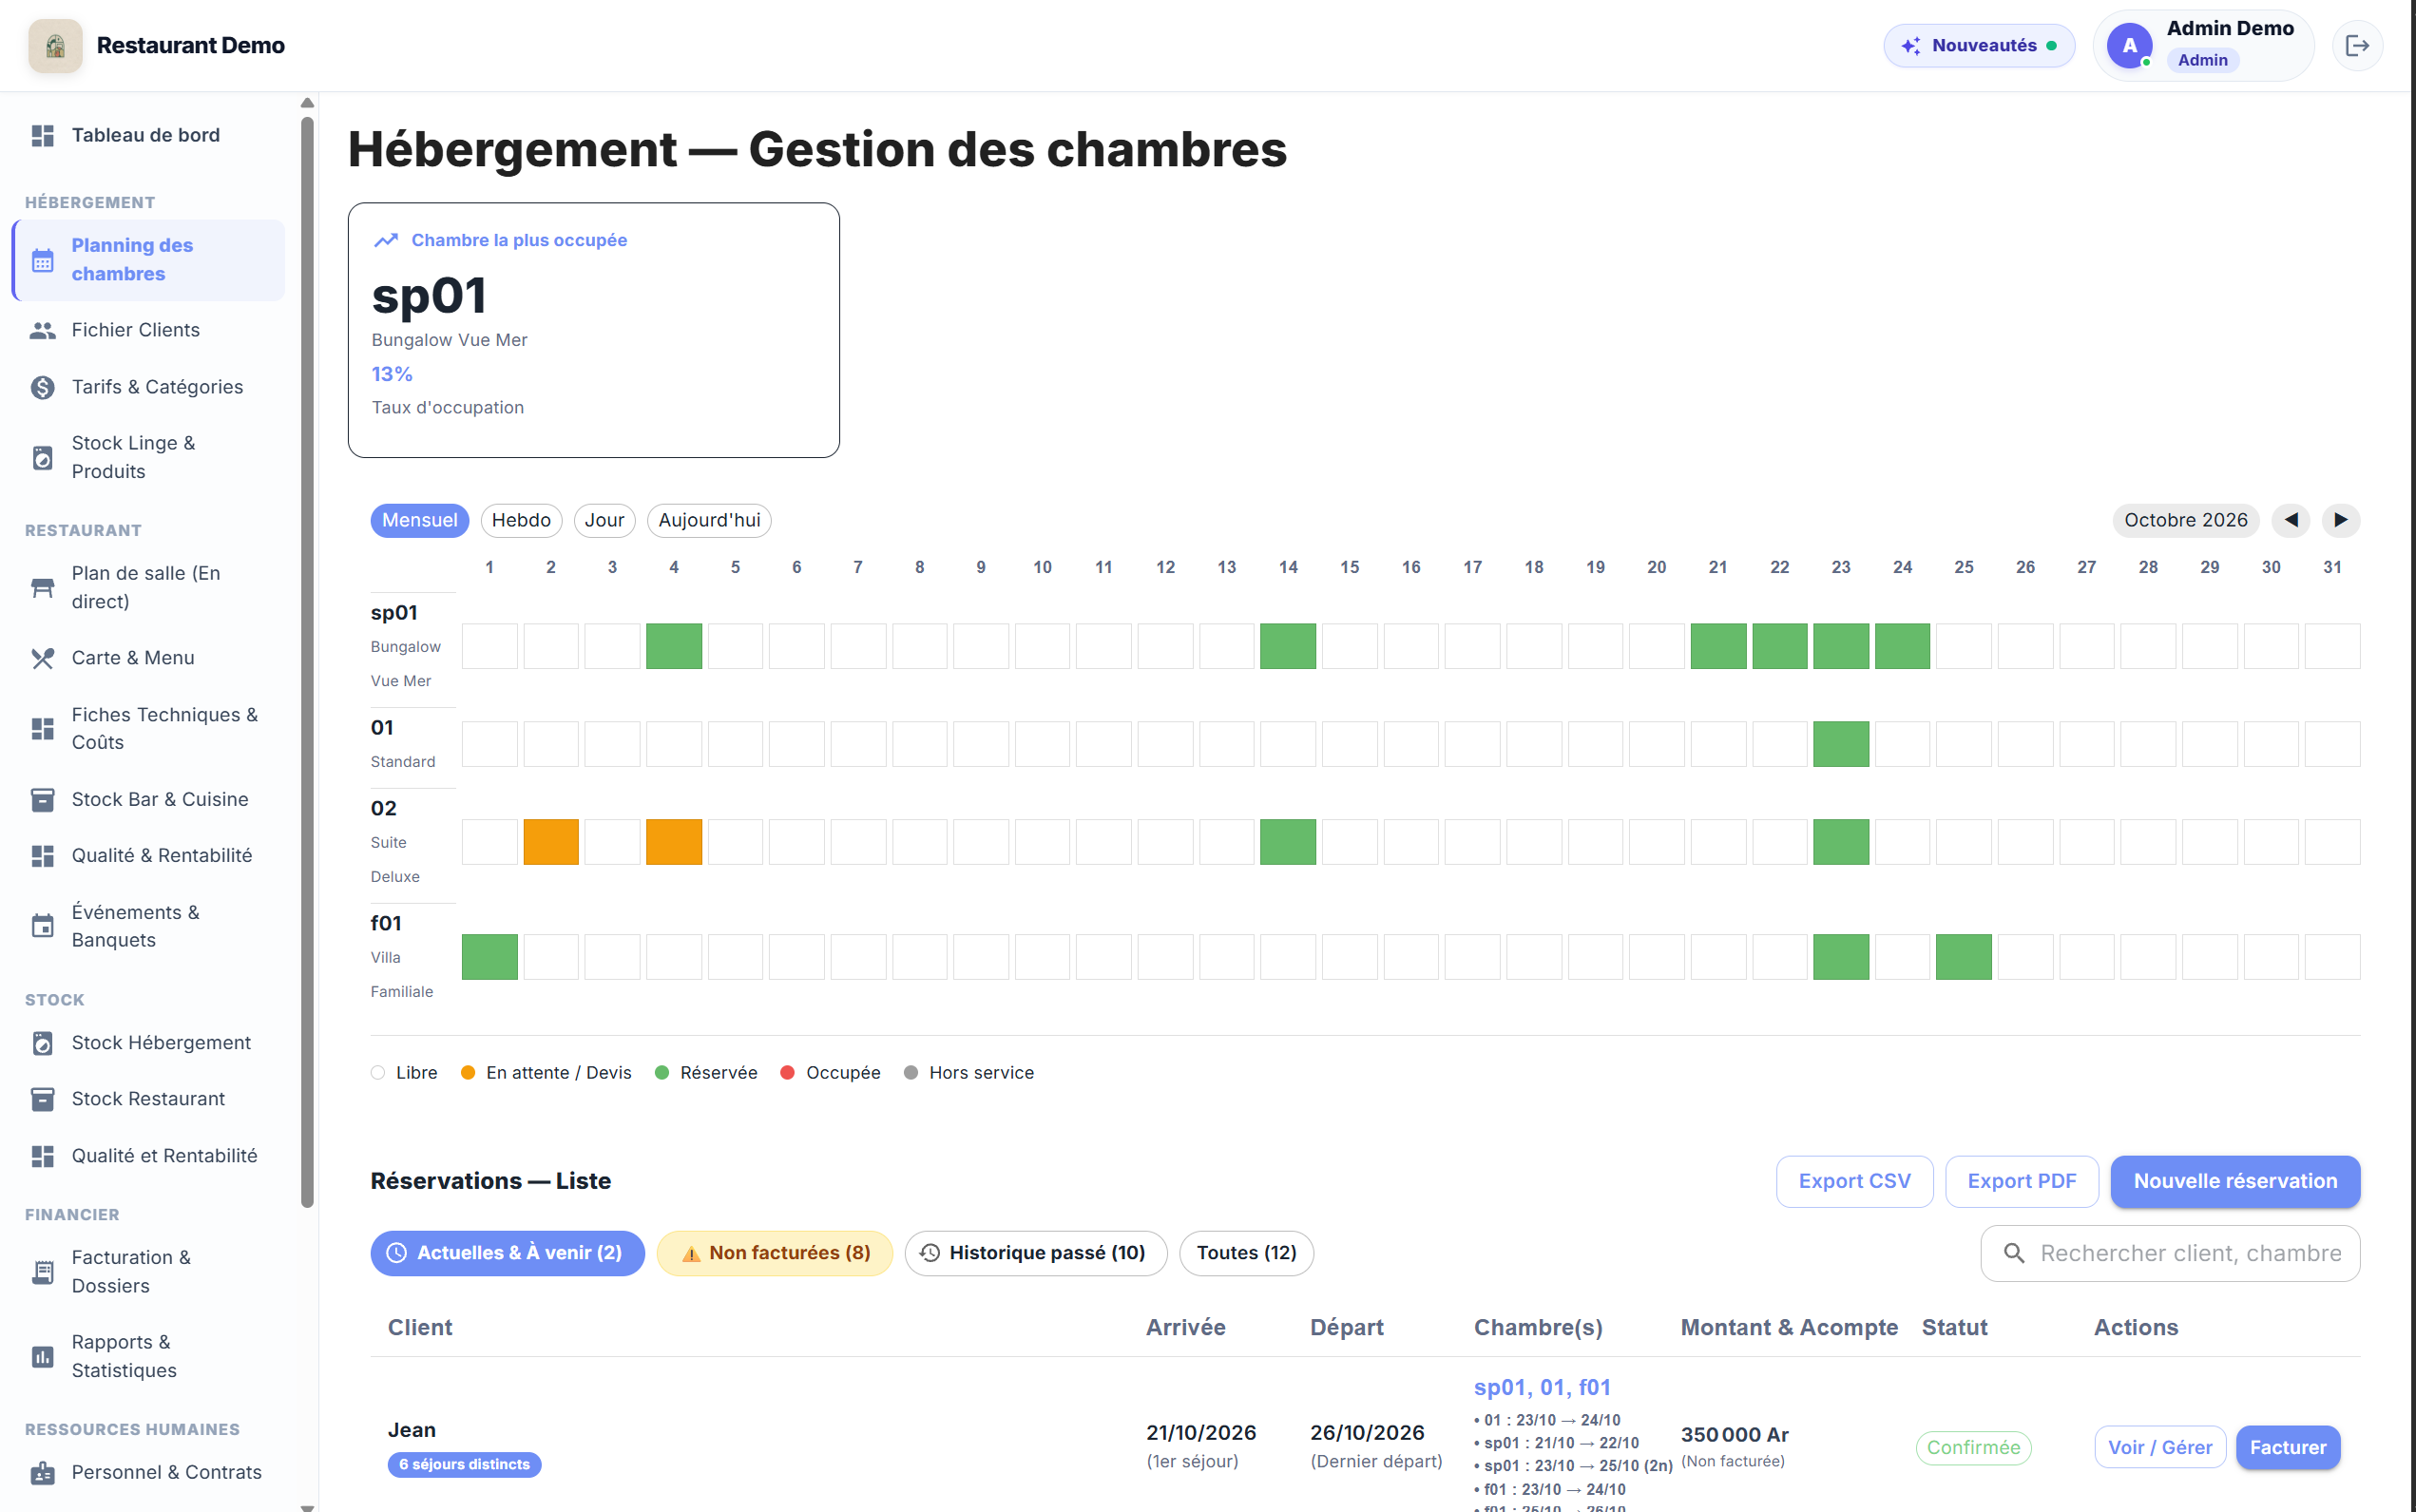 Restaurant Demo
Nouveautés
A
Admin Demo
Admin
Tableau de bord
HÉBERGEMENT
Planning des
chambres
Fichier Clients
Tarifs & Catégories
Stock Linge &
Produits
RESTAURANT
Plan de salle (En
direct)
Carte & Menu
Fiches Techniques &
Coûts
Stock Bar & Cuisine
Qualité & Rentabilité
Événements &
Banquets
STOCK
Stock Hébergement
Stock Restaurant
Qualité et Rentabilité
FINANCIER
Facturation &
Dossiers
Rapports &
Statistiques
RESSOURCES HUMAINES
Personnel & Contrats
Hébergement — Gestion des chambres
Chambre la plus occupée
sp01
Bungalow Vue Mer
13%
Taux d'occupation
Mensuel Hebdo Jour Aujourd'hui Octobre 2026 ◀ ▶
1 2 3 4 5 6 7 8 9 10 11 12 13 14 15 16 17 18 19 20 21 22 23 24 25 26 27 28 29 30 31
sp01
Bungalow
Vue Mer
01
Standard
02
Suite
Deluxe
f01
Villa
Familiale
Libre En attente / Devis Réservée Occupée Hors service
Réservations — Liste
Export CSV Export PDF Nouvelle réservation
Actuelles & À venir (2) Non facturées (8) Historique passé (10) Toutes (12) Rechercher client, chambre
Client Arrivée Départ Chambre(s) Montant & Acompte Statut Actions
Jean
6 séjours distincts
21/10/2026
(1er séjour)
26/10/2026
(Dernier départ)
sp01, 01, f01
• 01 : 23/10 → 24/10
• sp01 : 21/10 → 22/10
• sp01 : 23/10 → 25/10 (2n)
• f01 : 23/10 → 24/10
• f01 : 25/10 → 26/10
350 000 Ar
(Non facturée)
Confirmée
Voir / Gérer Facturer